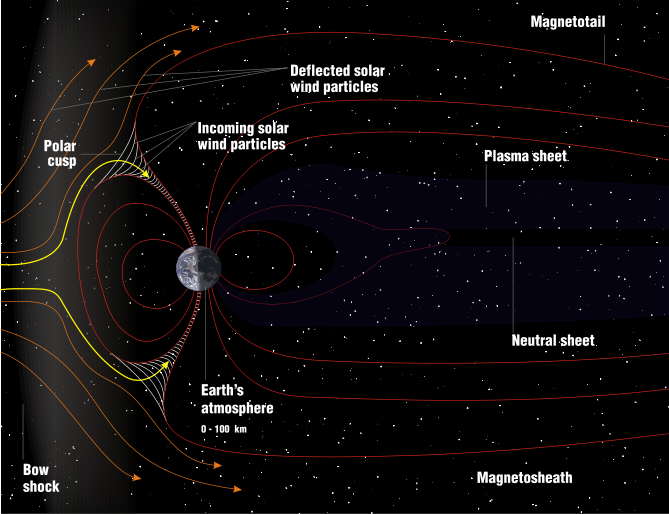 Magnetotail
Deflected solar
wind particles
Incoming solar
wind particles
Polar
cusp
Plasma sheet
Neutral sheet
Earth's
atmosphere
0 - 100 km
Bow
shock
Magnetosheath